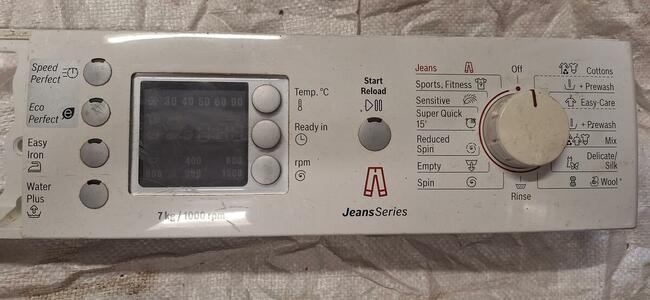 Speed
Perfect
Eco
Perfect
Easy
Iron
Water
Plus
30 40 50 60 90
400
800
1000
Temp. °C
Ready in
rpm
7 kg / 1000 rpm
Start
Reload
JeansSeries
Jeans
Sports, Fitness
Sensitive
Super Quick
15'
Reduced
Spin
Empty
Spin
Off
Cottons
+ Prewash
Easy-Care
+ Prewash
Mix
Delicate/
Silk
Wool
Rinse